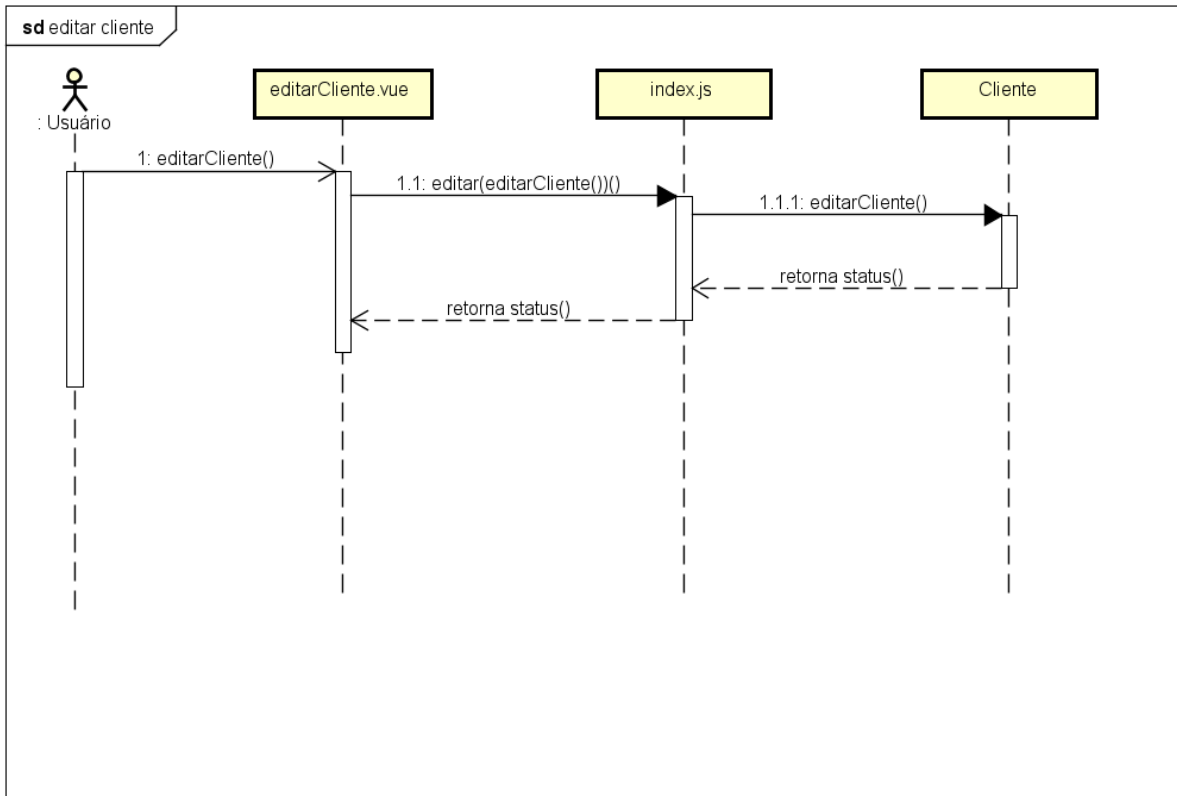 sd editar cliente
: Usuário
editarCliente.vue
index.js
Cliente
1: editarCliente()
1.1: editar(editarCliente())()
1.1.1: editarCliente()
retorna status()
retorna status()